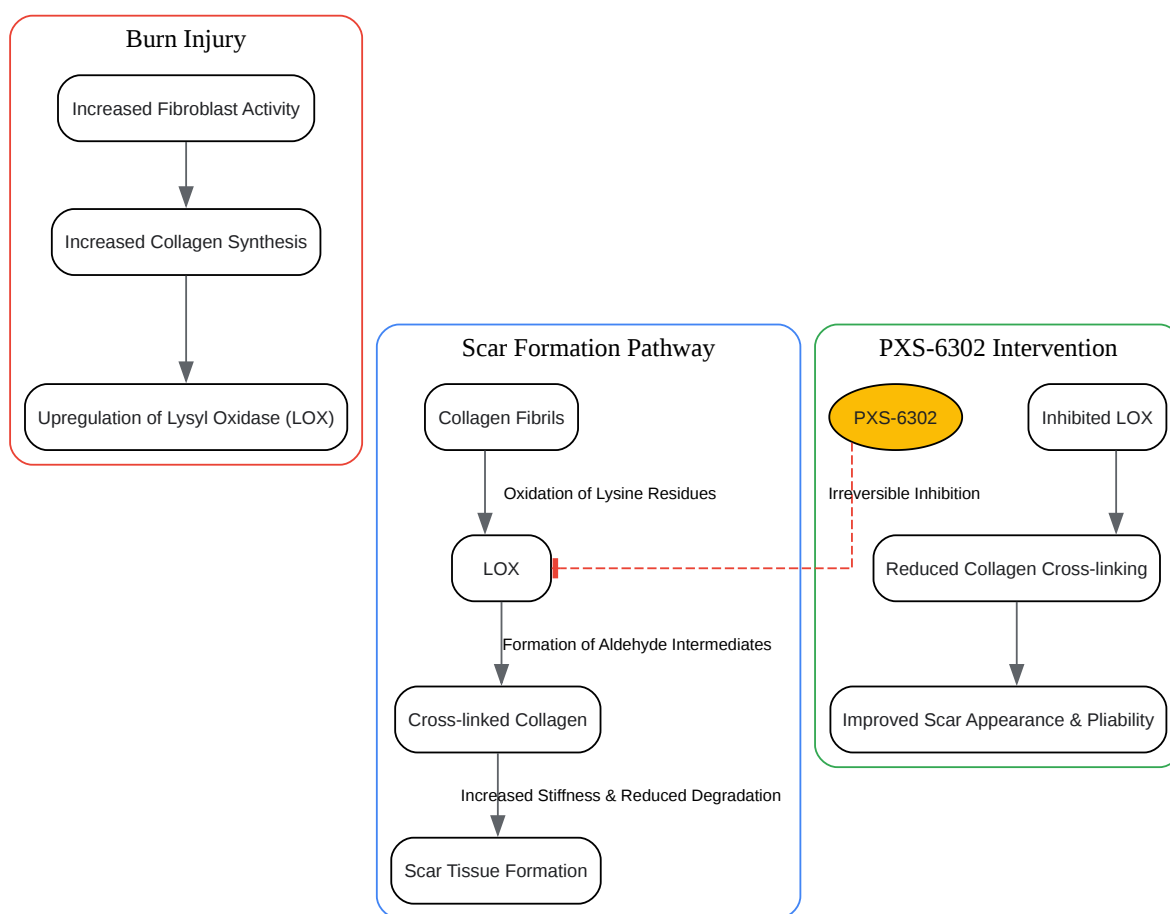 Burn Injury
Increased Fibroblast Activity
Increased Collagen Synthesis
Upregulation of Lysyl Oxidase (LOX)
Scar Formation Pathway
Collagen Fibrils
Oxidation of Lysine Residues
LOX
Formation of Aldehyde Intermediates
Cross-linked Collagen
Increased Stiffness & Reduced Degradation
Scar Tissue Formation
PXS-6302 Intervention
PXS-6302
Inhibited LOX
Irreversible Inhibition
Reduced Collagen Cross-linking
Improved Scar Appearance & Pliability